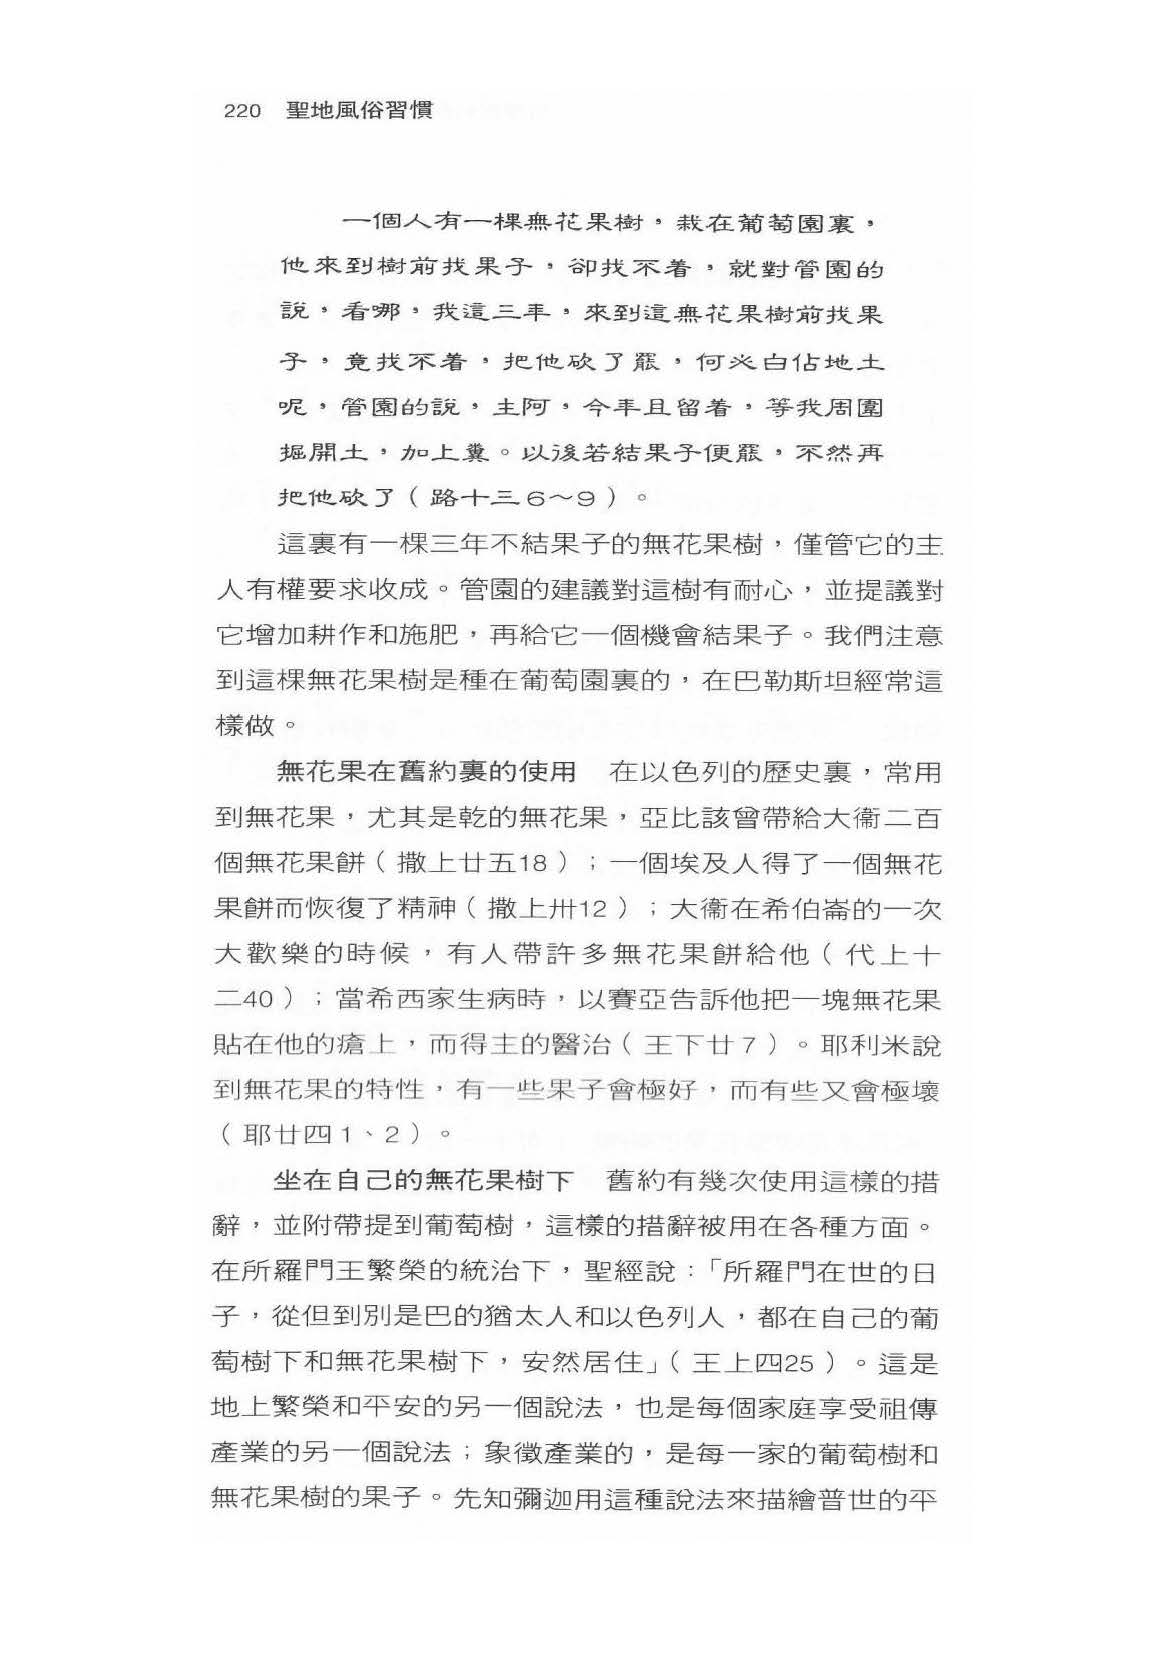 220 聖地風俗習慣
一個人有一棵無花果樹，栽在葡萄園裏，
他來到樹前找果子，卻找不着，就對管園的
說，看哪，我這三年，來到這無花果樹前找果
子，竟找不着，把他砍了罷，何必白佔地土
呢，管園的說，主阿，今年且留着，等我周圍
掘開土，加上糞。以後若結果子便罷，不然再
把他砍了（路十三6～9）。
這裏有一棵三年不結果子的無花果樹，僅管它的主
人有權要求收成。管園的建議對這樹有耐心，並提議對
它增加耕作和施肥，再給它一個機會結果子。我們注意
到這棵無花果樹是種在葡萄園裏的，在巴勒斯坦經常這
樣做。
無花果在舊約裏的使用　在以色列的歷史裏，常用
到無花果，尤其是乾的無花果，亞比該曾帶給大衞二百
個無花果餅（撒上廿五18）；一個埃及人得了一個無花
果餅而恢復了精神（撒上卅12）；大衞在希伯崙的一次
大歡樂的時候，有人帶許多無花果餅給他（代上十
二40）；當希西家生病時，以賽亞告訴他把一塊無花果
貼在他的瘡上，而得主的醫治（王下廿7）。耶利米說
到無花果的特性，有一些果子會極好，而有些又會極壞
（耶廿四1、2）。
坐在自己的無花果樹下　舊約有幾次使用這樣的措
辭，並附帶提到葡萄樹，這樣的措辭被用在各種方面。
在所羅門王繁榮的統治下，聖經說：「所羅門在世的日
子，從但到別是巴的猶太人和以色列人，都在自己的葡
萄樹下和無花果樹下，安然居住」（王上四25）。這是
地上繁榮和平安的另一個說法，也是每個家庭享受祖傳
產業的另一個說法；象徵產業的，是每一家的葡萄樹和
無花果樹的果子。先知彌迦用這種說法來描繪普世的平